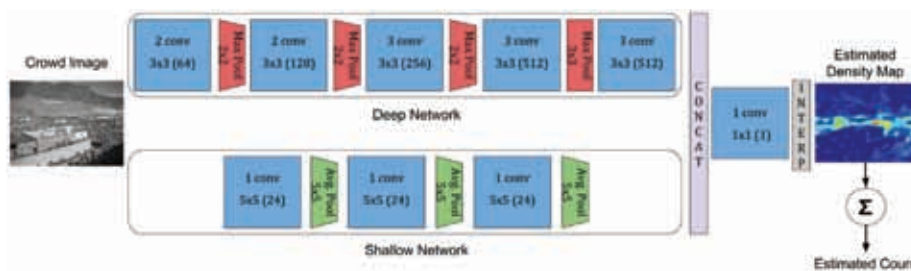 Crowd Image
2 conv
3x3 (64)
Max Pool
2x2
2 conv
3x3 (128)
Max Pool
2x2
3 conv
3x3 (256)
Max Pool
2x2
3 conv
3x3 (512)
Max Pool
3x3
3 conv
3x3 (512)
Deep Network
1 conv
5x5 (24)
Avg. Pool
5x5
1 conv
5x5 (24)
Avg. Pool
5x5
1 conv
5x5 (24)
Avg. Pool
5x5
Shallow Network
CONCAT
1 conv
1x1 (1)
INTERP
Estimated
Density Map
Σ
Estimated Count